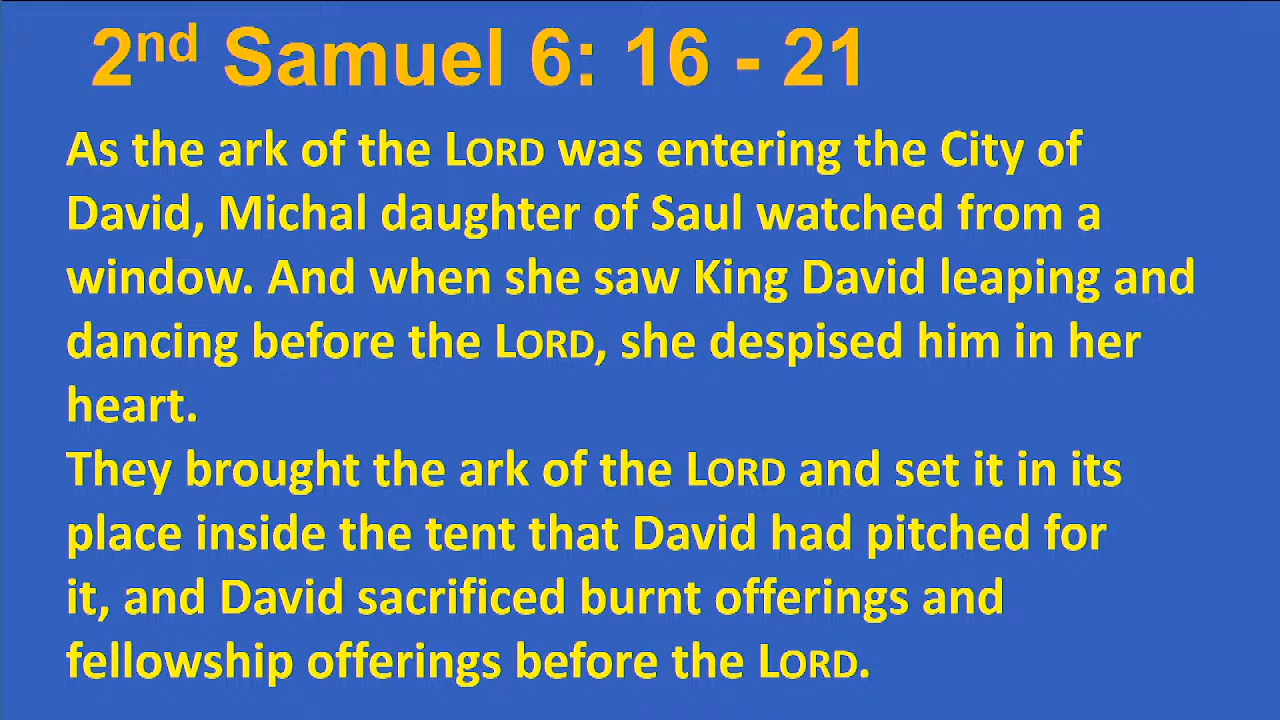 2nd Samuel 6: 16 - 21
As the ark of the LORD was entering the City of
David, Michal daughter of Saul watched from a
window. And when she saw King David leaping and
dancing before the LORD, she despised him in her
heart.
They brought the ark of the LORD and set it in its
place inside the tent that David had pitched for
it, and David sacrificed burnt offerings and
fellowship offerings before the LORD.